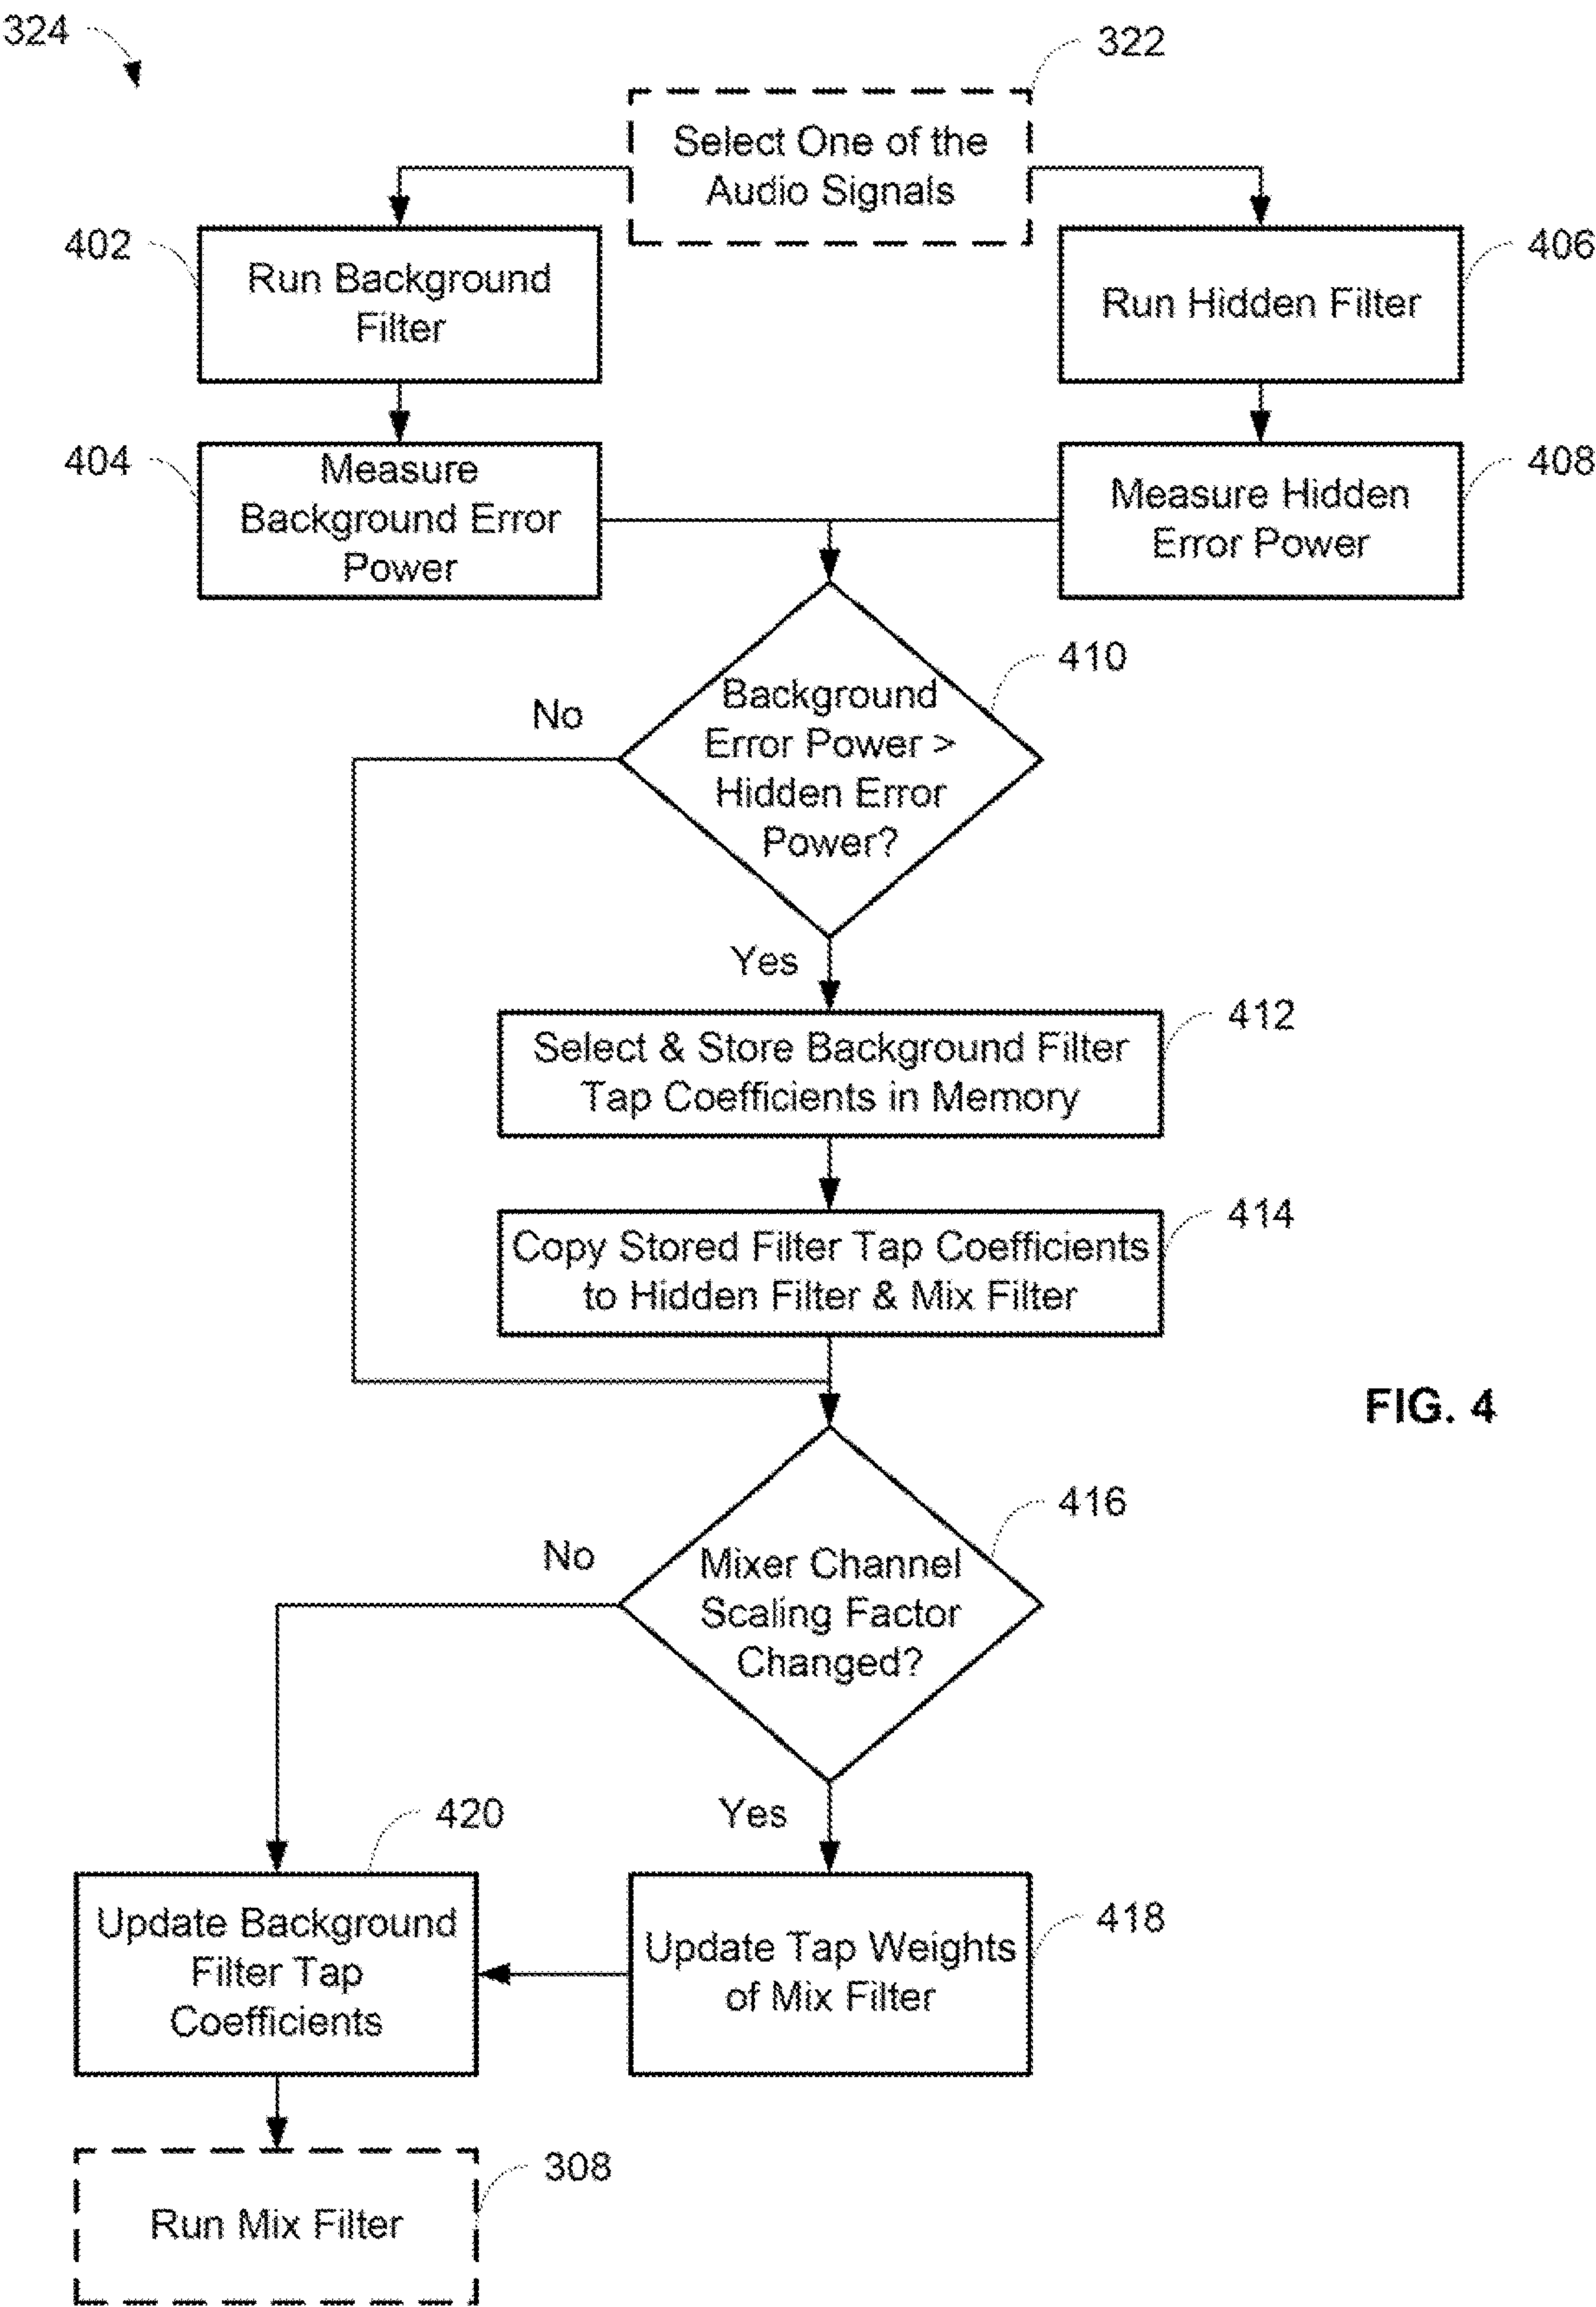 324
322
Select One of the
Audio Signals
402
Run Background
Filter
406
Run Hidden Filter
404
Measure
Background Error
Power
408
Measure Hidden
Error Power
410
Background
Error Power >
Hidden Error
Power?
No
Yes
412
Select & Store Background Filter
Tap Coefficients in Memory
414
Copy Stored Filter Tap Coefficients
to Hidden Filter & Mix Filter
FIG. 4
416
Mixer Channel
Scaling Factor
Changed?
No
Yes
420
Update Background
Filter Tap
Coefficients
418
Update Tap Weights
of Mix Filter
308
Run Mix Filter